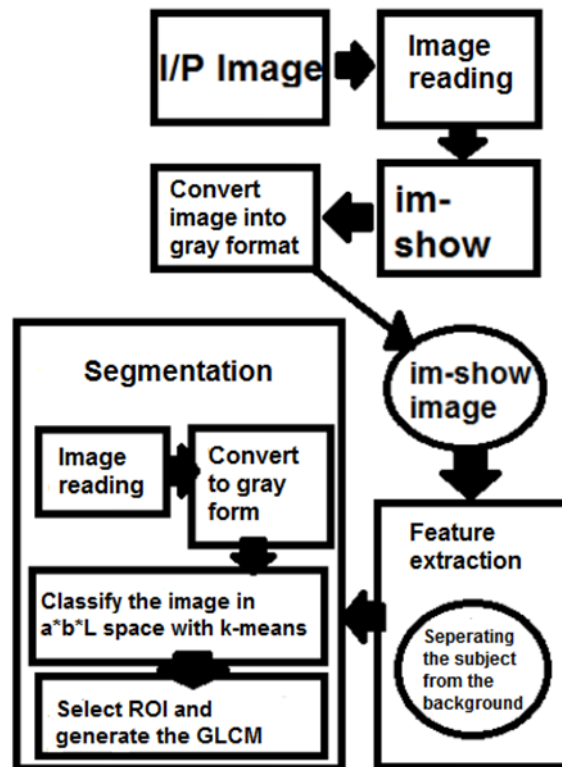 I/P Image
Image
reading
im-
show
Convert
image into
gray format
im-show
image
Feature
extraction
Seperating
the subject
from the
background
Segmentation
Image
reading
Convert
to gray
form
Classify the image in
a*b*L space with k-means
Select ROI and
generate the GLCM